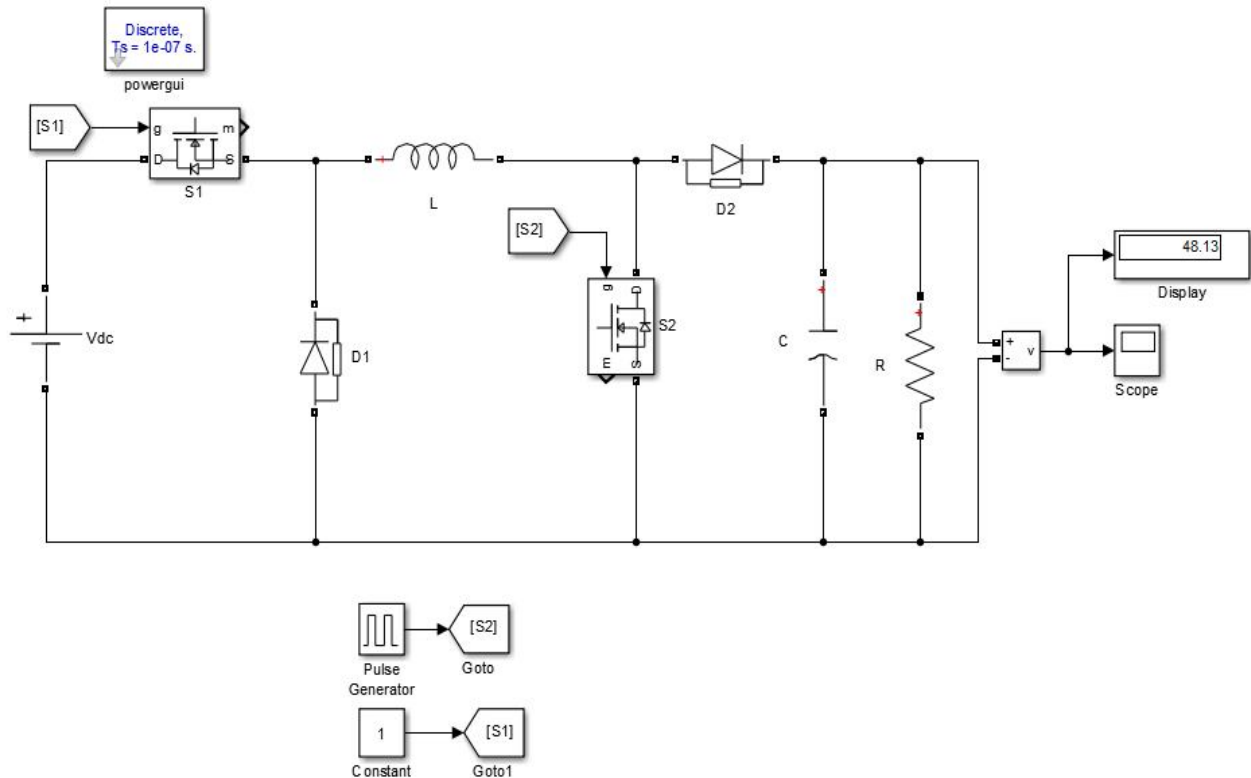 Discrete,
Ts = 1e-07 s.
powergui
[S1]
g
m
D
S
S1
L
D2
[S2]
g
D
m
S
S2
+
Vdc
D1
+
C
+
R
+
-
v
48.13
Display
Scope
[S2]
Pulse
Generator
Goto
1
[S1]
Constant
Goto1